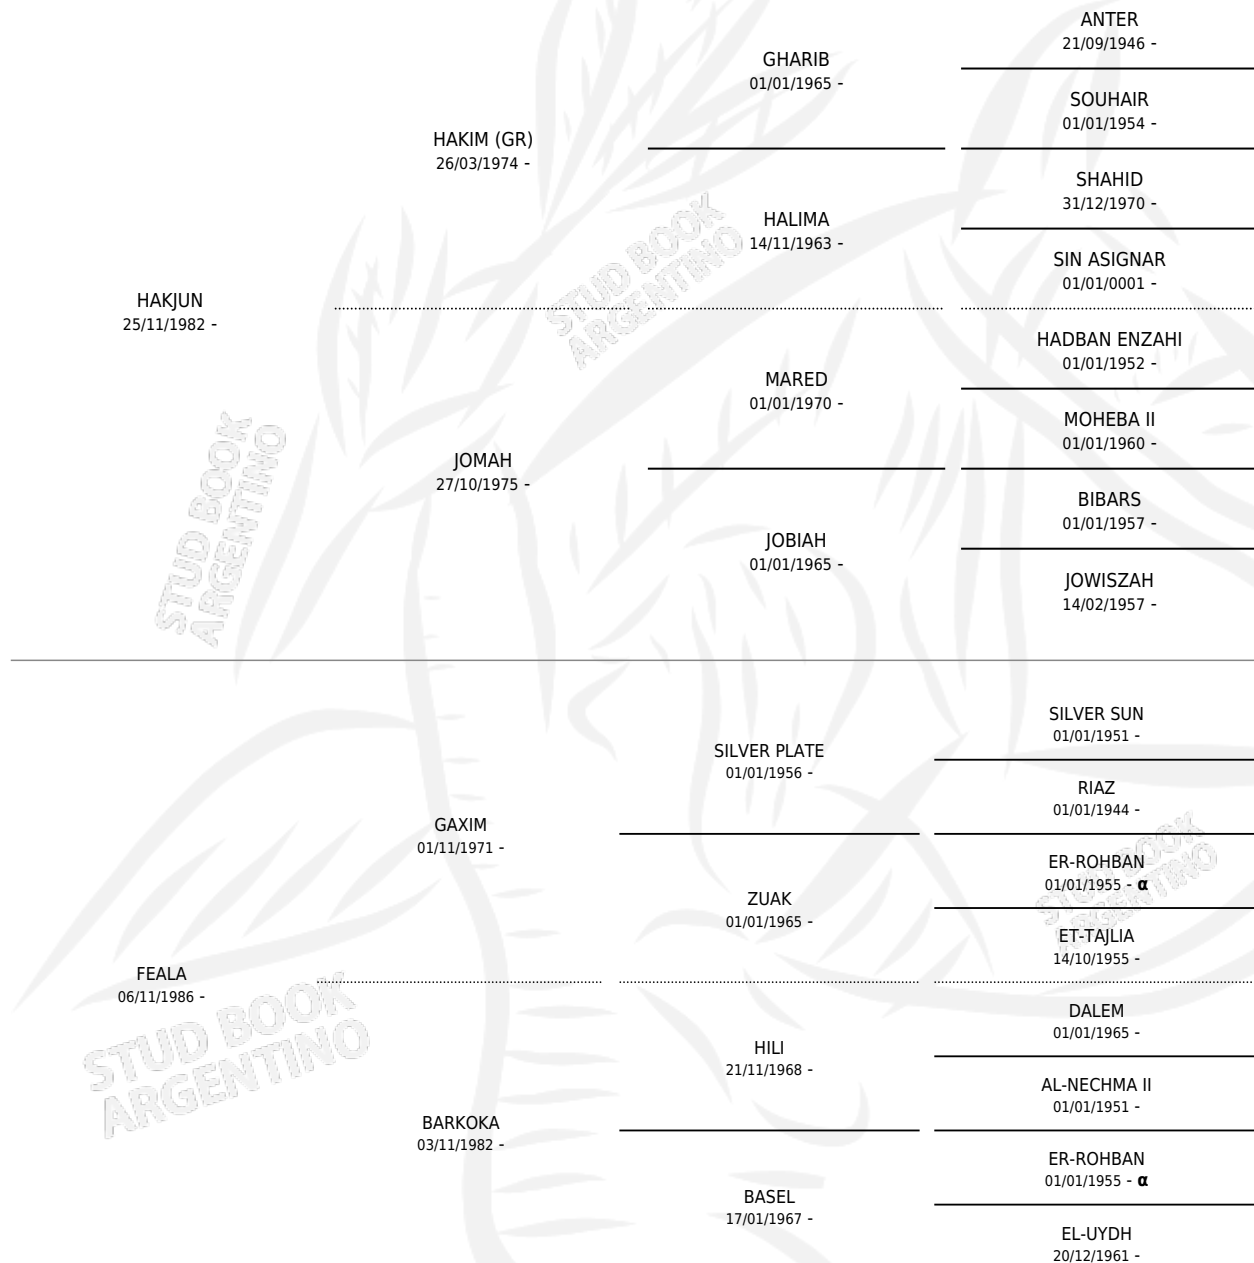 ANTER
21/09/1946 -
GHARIB
01/01/1965 -
SOUHAIR
01/01/1954 -
HAKIM (GR)
26/03/1974 -
SHAHID
31/12/1970 -
HALIMA
14/11/1963 -
SIN ASIGNAR
01/01/0001 -
HAKJUN
25/11/1982 -
HADBAN ENZAHI
01/01/1952 -
MARED
01/01/1970 -
MOHEBA II
01/01/1960 -
JOMAH
27/10/1975 -
BIBARS
01/01/1957 -
JOBIAH
01/01/1965 -
JOWISZAH
14/02/1957 -
STUD BOOK
ARGENTINO
STUD BOOK
ARGENTINO
SILVER SUN
01/01/1951 -
SILVER PLATE
01/01/1956 -
RIAZ
01/01/1944 -
GAXIM
01/11/1971 -
ER-ROHBAN
01/01/1955 - α
ZUAK
01/01/1965 -
ET-TAJLIA
14/10/1955 -
FEALA
06/11/1986 -
DALEM
01/01/1965 -
HILI
21/11/1968 -
AL-NECHMA II
01/01/1951 -
BARKOKA
03/11/1982 -
ER-ROHBAN
01/01/1955 - α
BASEL
17/01/1967 -
EL-UYDH
20/12/1961 -
STUD BOOK
ARGENTINO
STUD BOOK
ARGENTINO